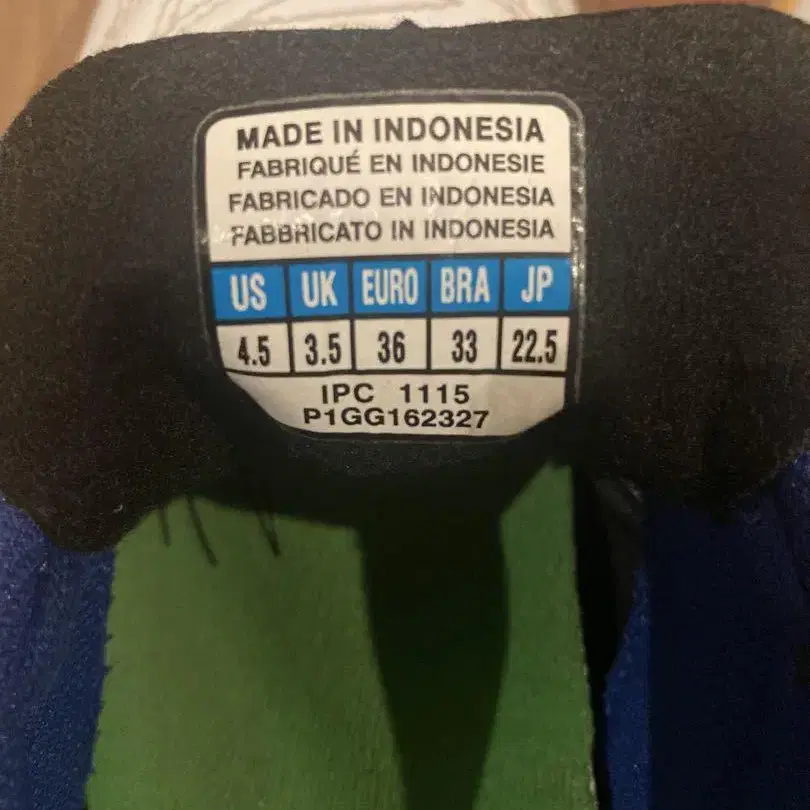 MADE IN INDONESIA
FABRIQUÉ EN INDONESIE
FABRICADO EN INDONESIA
FABBRICATO IN INDONESIA
US UK EURO BRA JP
4.5 3.5 36 33 22.5
IPC 1115
P1GG162327